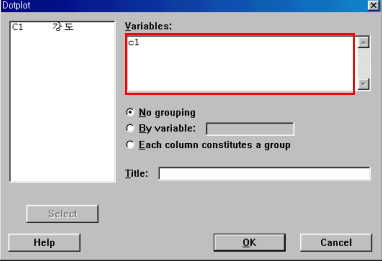 Dotplot
C1 강도
Variables:
c1
No grouping
By variable:
Each column constitutes a group
Title:
Select
Help
OK
Cancel